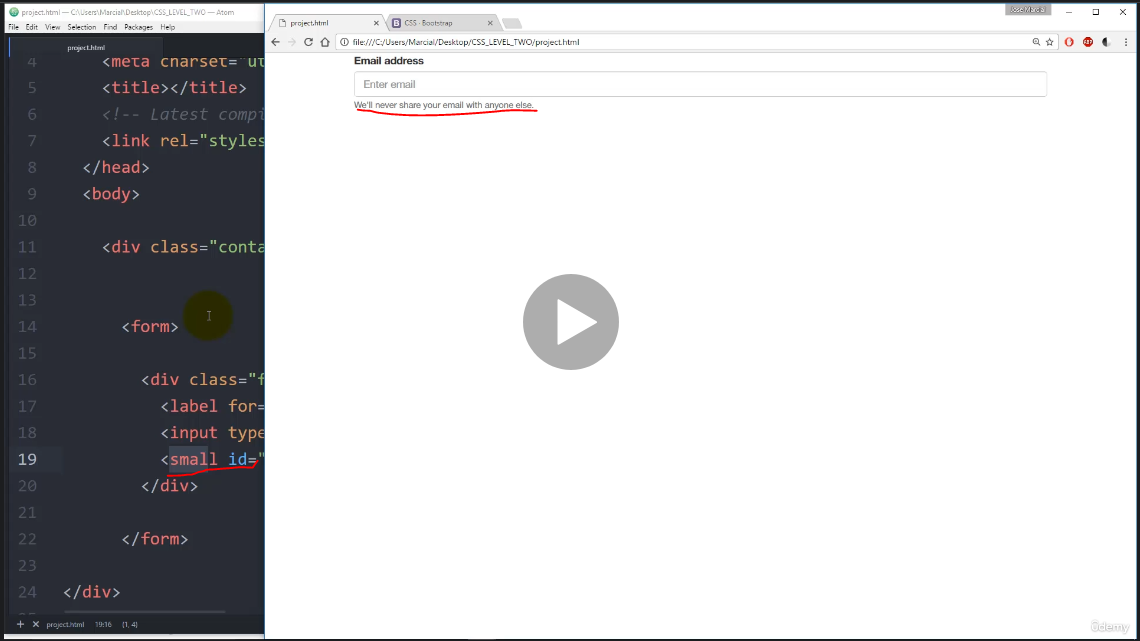 project.html — C:\Users\Marcial\Desktop\CSS_LEVEL_TWO — Atom
File Edit View Selection Find Packages Help
project.html
4 <meta charset="ut
5 <title></title>
6 <!-- Latest compi
7 <link rel="styles
8 </head>
9 <body>
10
11 <div class="conta
12
13
14 <form>
15
16 <div class="f
17 <label for=
18 <input type
19 <small id="
20 </div>
21
22 </form>
23
24 </div>
project.html 19:16 (1, 4)
Jose Marcial
project.html
CSS · Bootstrap
file:///C:/Users/Marcial/Desktop/CSS_LEVEL_TWO/project.html
ABP
Email address
Enter email
We'll never share your email with anyone else.
ûdemy